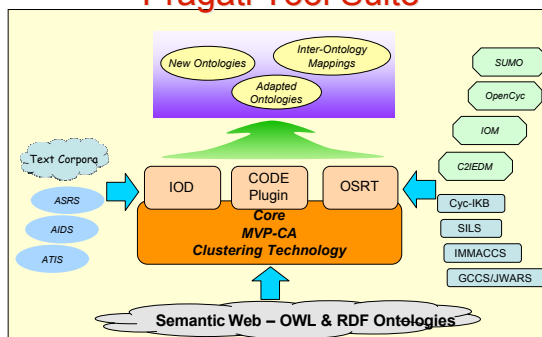 Pragati Tool Suite
New Ontologies
Inter-Ontology
Mappings
Adapted
Ontologies
SUMO
OpenCyc
IOM
C2IEDM
Text Corpora
ASRS
AIDS
ATIS
IOD
CODE
Plugin
OSRT
Core
MVP-CA
Clustering Technology
Cyc-IKB
SILS
IMMACCS
GCCS/JWARS
Semantic Web – OWL & RDF Ontologies